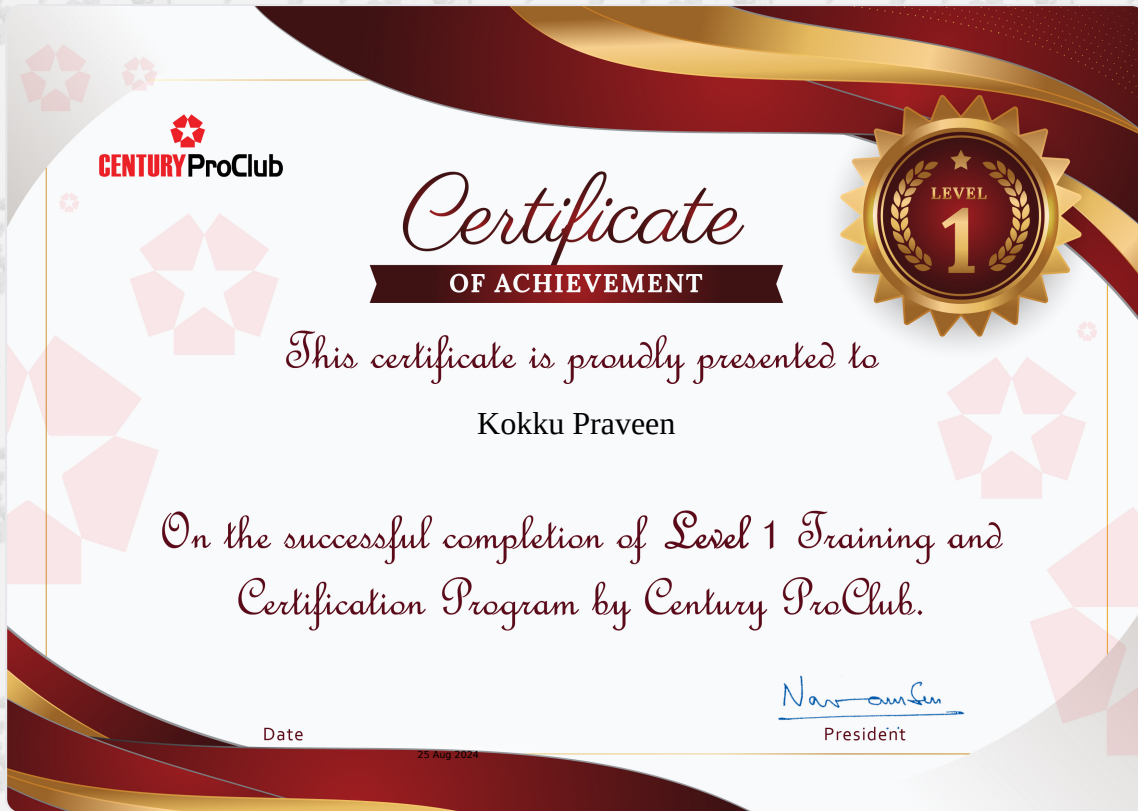 CENTURY ProClub
Certificate
OF ACHIEVEMENT
LEVEL
1
This certificate is proudly presented to
Kokku Praveen
On the successful completion of Level 1 Training and
Certification Program by Century ProClub.
Date
President
25 Aug 2024